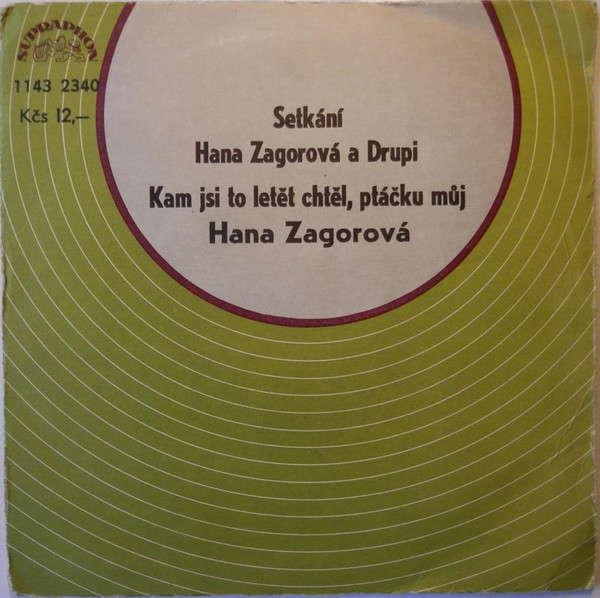 SUPRAPHON
1143 2340
Kčs 12,—
Setkání
Hana Zagorová a Drupi
Kam jsi to letět chtěl, ptáčku můj
Hana Zagorová